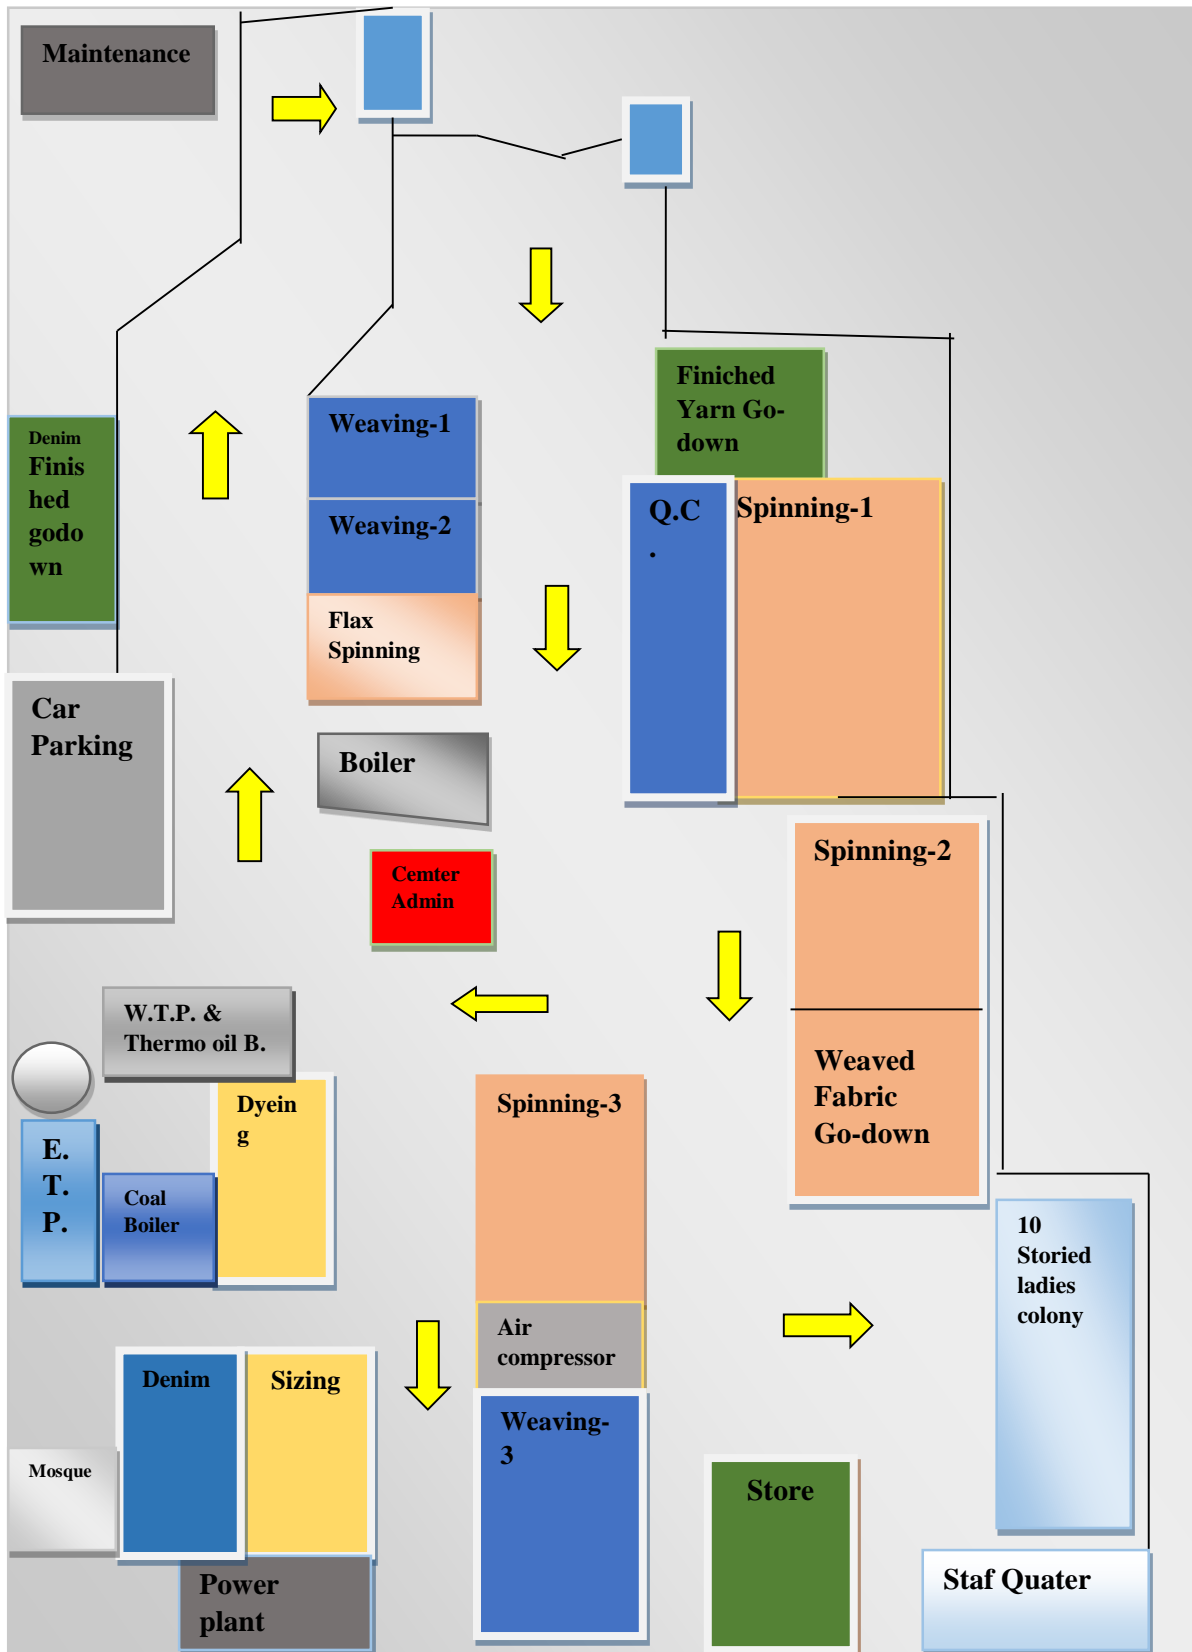 Maintenance
Finiched
Yarn Go-
down
Weaving-1
Denim
Finis
hed
godo
wn
Q.C
.
Spinning-1
Weaving-2
Flax
Spinning
Car
Parking
Boiler
Spinning-2
Cemter
Admin
W.T.P. &
Thermo oil B.
Weaved
Fabric
Go-down
Dyein
g
Spinning-3
E.
T.
P.
Coal
Boiler
10
Storied
ladies
colony
Air
compressor
Denim
Sizing
Weaving-
3
Mosque
Store
Power
plant
Staf Quater